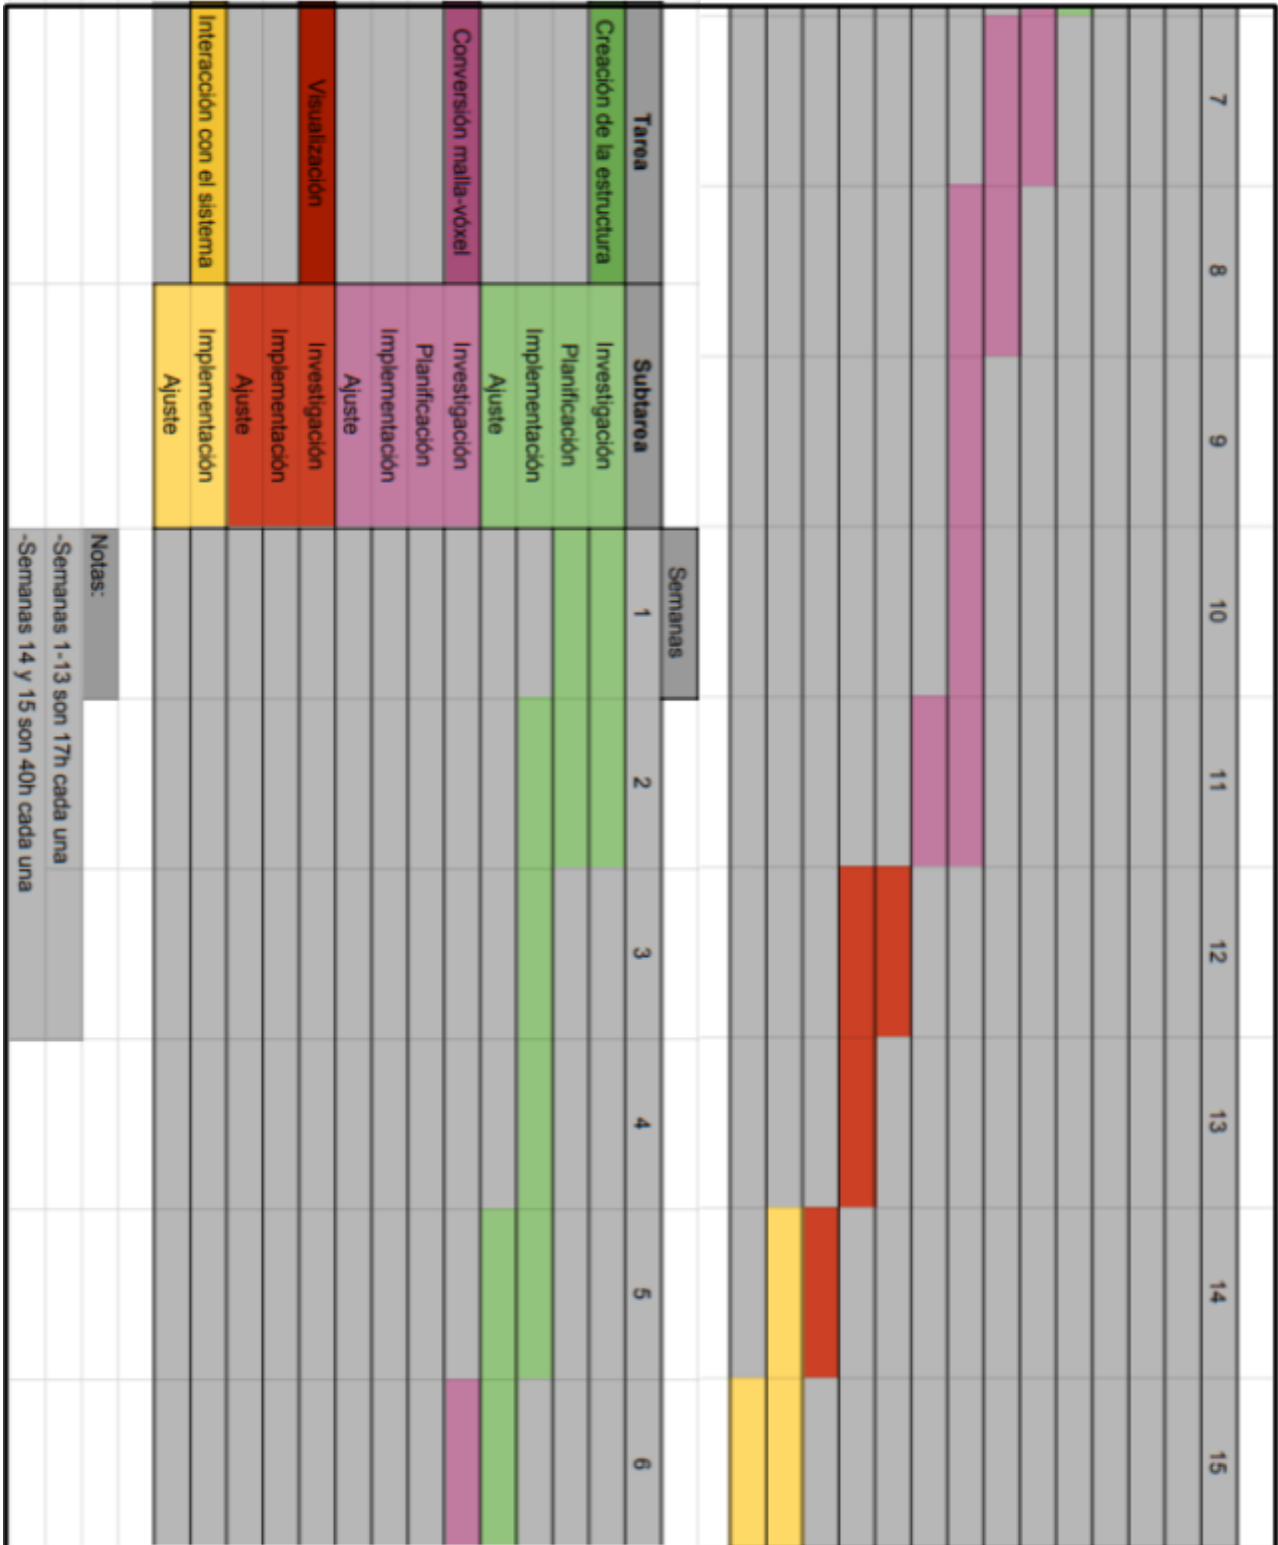 Semanas
Tarea Subtarea 1 2 3 4 5 6
Creación de la estructura Investigación
Planificación
Implementación
Ajuste
Conversión malla-vóxel Investigación
Planificación
Implementación
Ajuste
Visualización Investigación
Implementación
Ajuste
Interacción con el sistema Implementación
Ajuste
Notas:
-Semanas 1-13 son 17h cada una
-Semanas 14 y 15 son 40h cada una
7 8 9 10 11 12 13 14 15